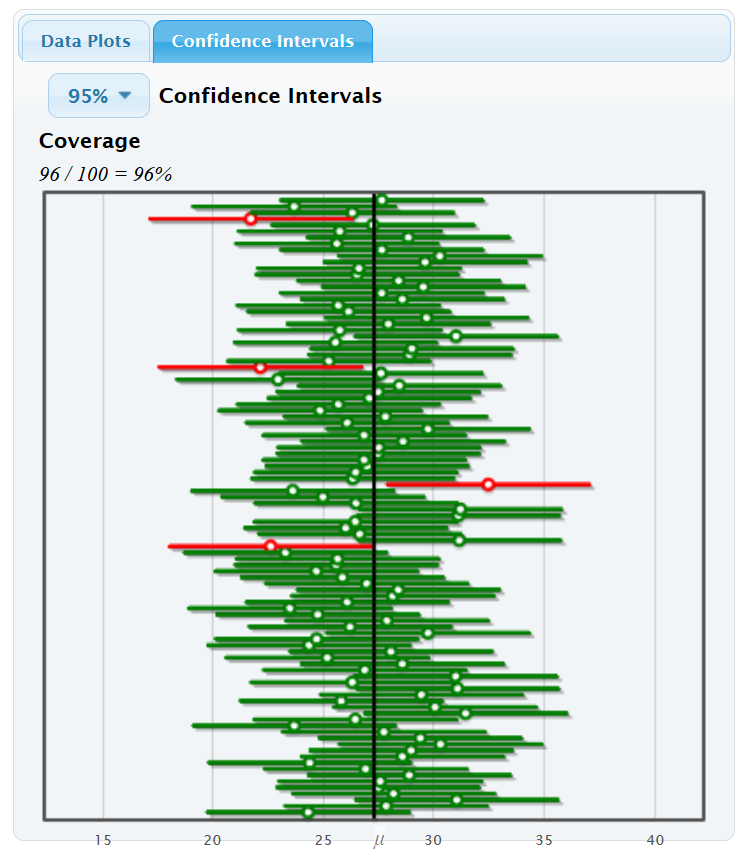 Data Plots Confidence Intervals
95% Confidence Intervals
Coverage
96 / 100 = 96%
15 20 25 μ 30 35 40